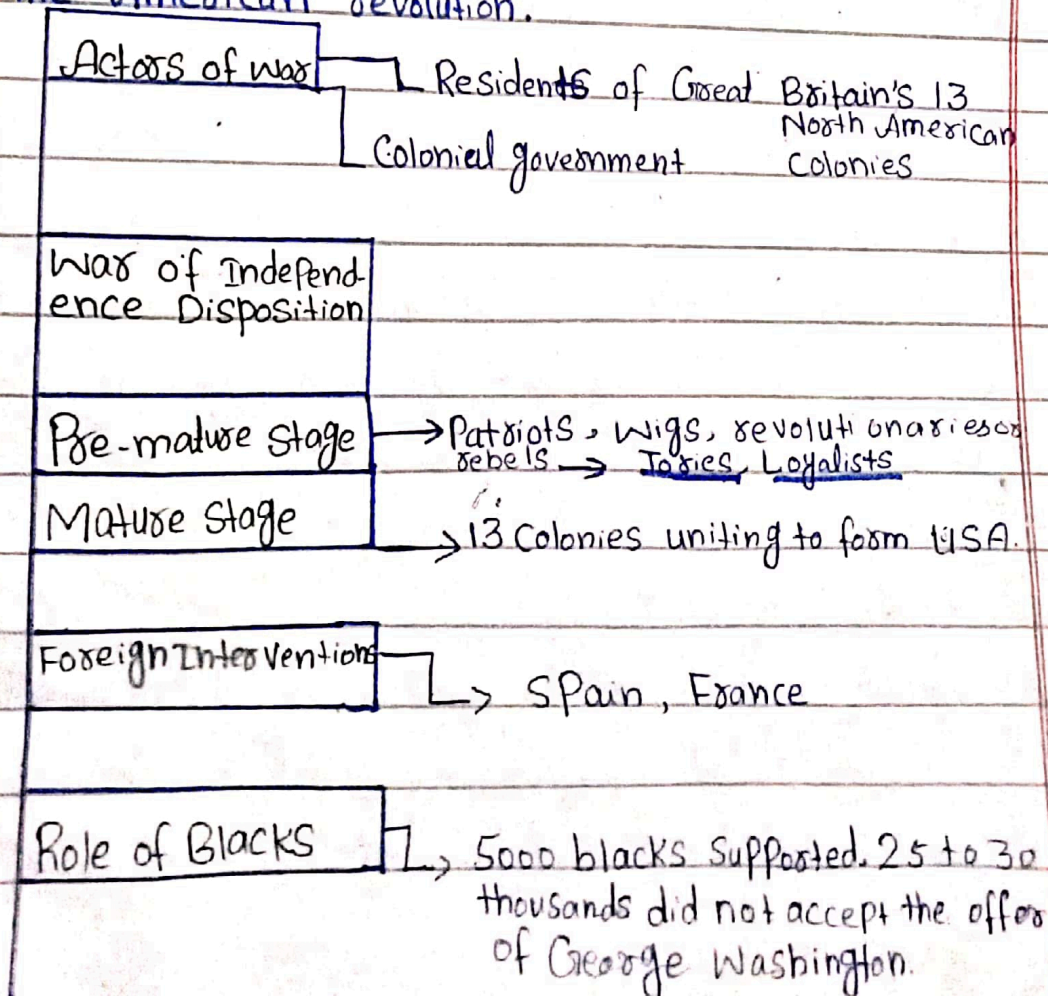 Actors of war
Residents of Great Britain's 13
North American
Colonies
Colonial government
War of Independ-
ence Disposition
Pre-mature Stage
Patriots, Wigs, revolutionaries or
rebels → Tories, Loyalists
Mature Stage
→ 13 Colonies uniting to form USA.
Foreign Interventions
→ Spain, France
Role of Blacks
→ 5000 blacks Supported. 25 to 30
thousands did not accept the offer
of George Washington.